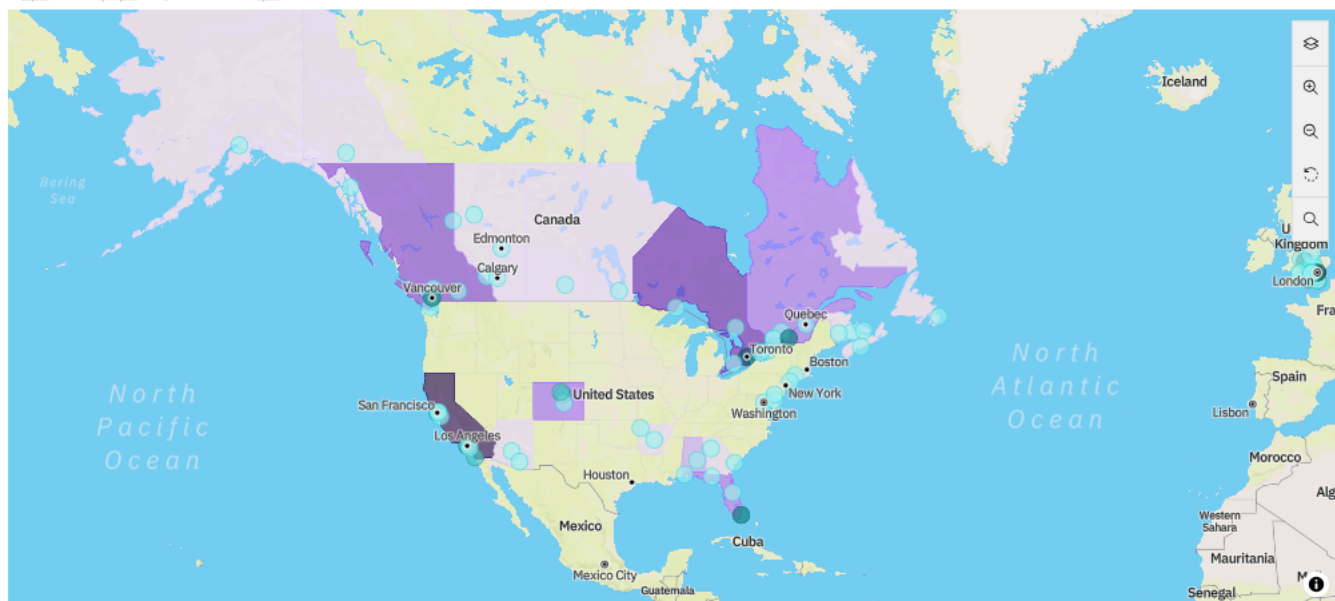 Iceland
Bering
Sea
Canada
Edmonton
Calgary
Vancouver
Quebec
Toronto
Boston
New York
Washington
United States
San Francisco
Los Angeles
Houston
North
Pacific
Ocean
North
Atlantic
Ocean
U
Kingdom
London
Fra
Spain
Lisbon
Morocco
Alg
Western
Sahara
Mauritania
M
Senegal
Mexico
Cuba
Mexico City
Guatemala
i